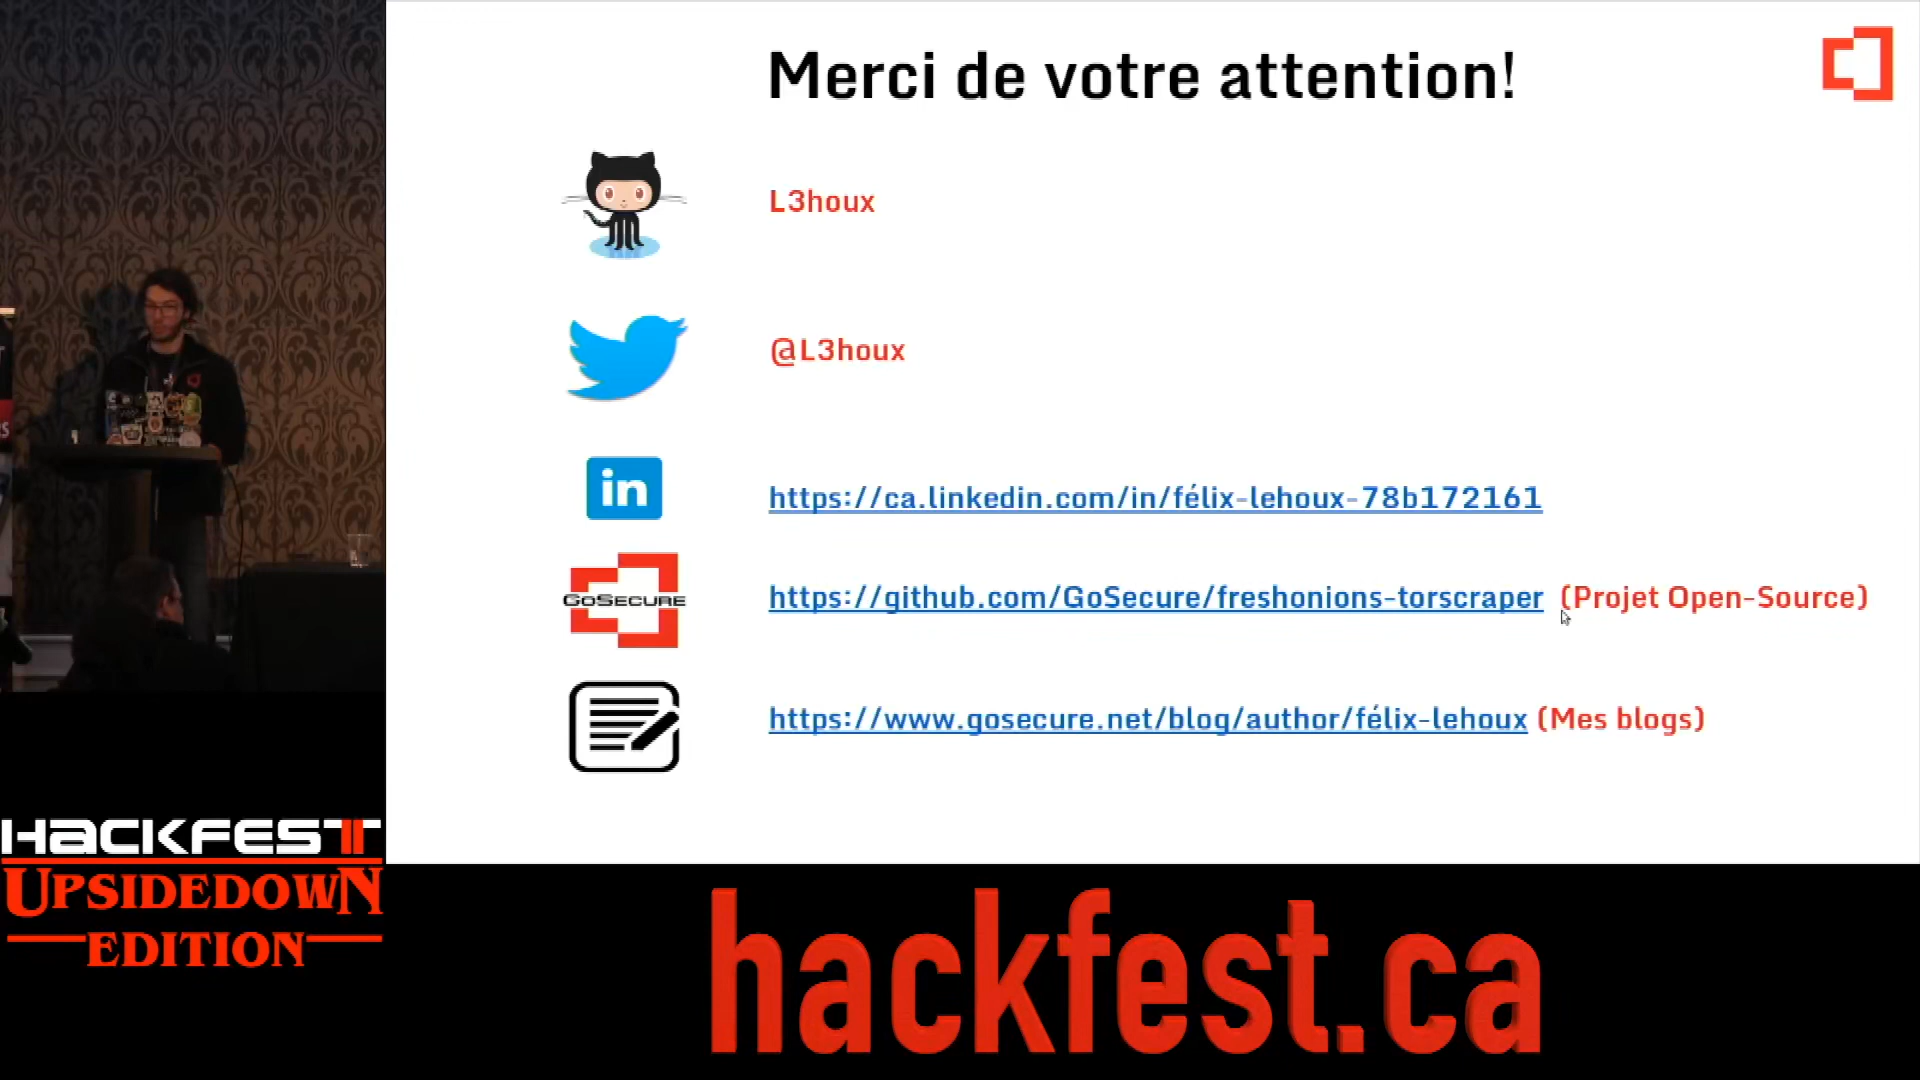 Merci de votre attention!
L3houx
@L3houx
in
https://ca.linkedin.com/in/félix-lehoux-78b172161
GoSecure
https://github.com/GoSecure/freshonions-torscraper (Projet Open-Source)
https://www.gosecure.net/blog/author/félix-lehoux (Mes blogs)
HACKFEST
UPSIDEDOWN
EDITION
hackfest.ca